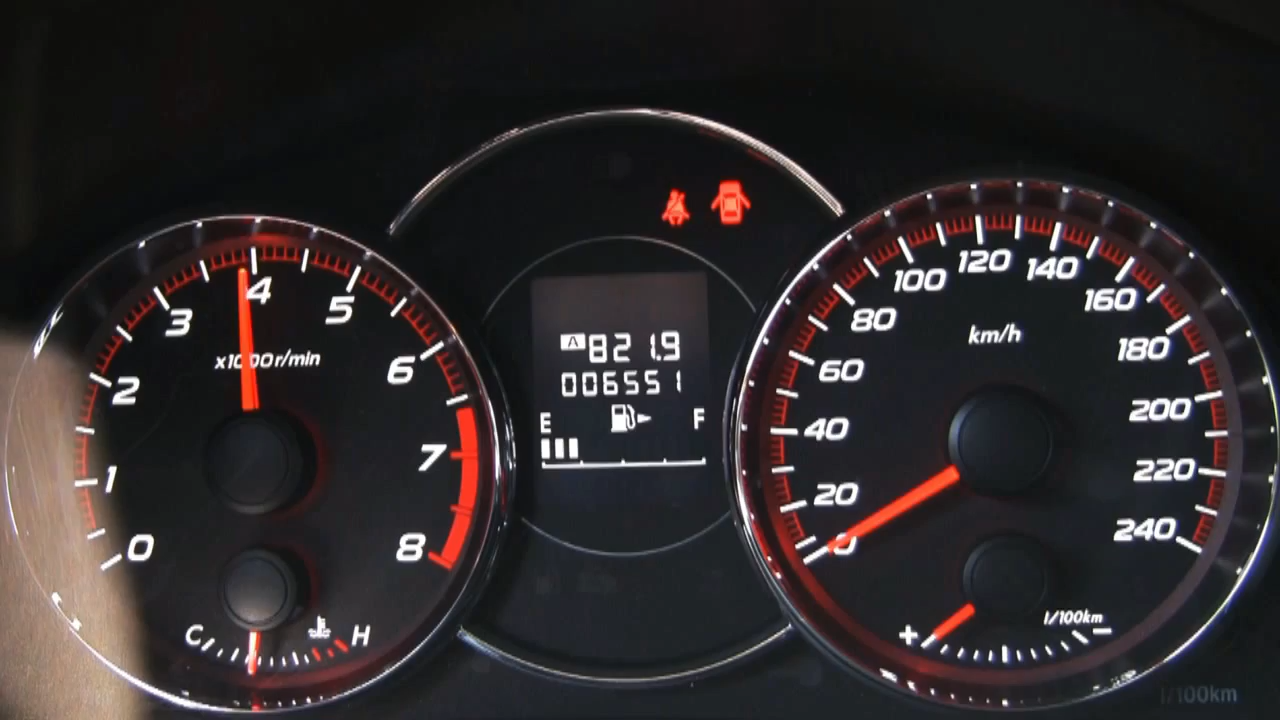 0 1 2 3 4 5 6 7 8
x1000r/min
C H
A 821.9
006551
E F
0 20 40 60 80 100 120 140 160 180 200 220 240
km/h
+ −
l/100km
l/100km